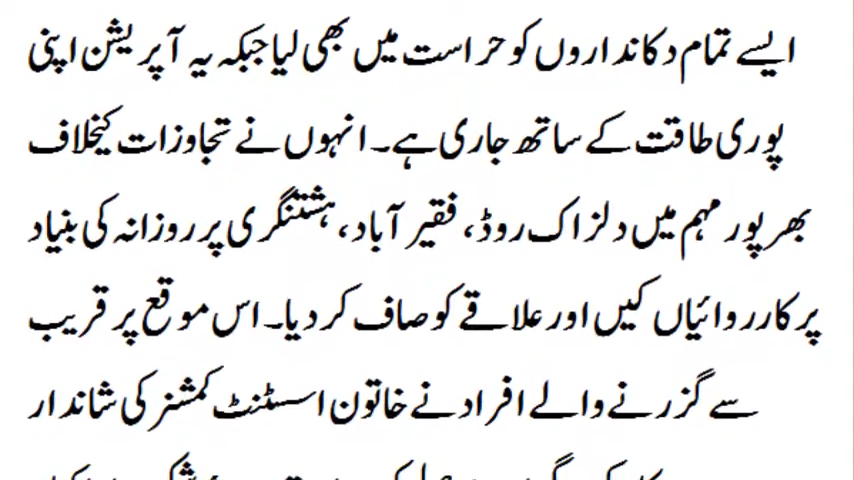 ایسے تمام دکانداروں کو حراست میں بھی لیا جبکہ یہ آپریشن اپنی
پوری طاقت کے ساتھ جاری ہے۔ انہوں نے تجاوزات کیخلاف
بھرپور مہم میں دلزاک روڈ، فقیر آباد، ہشتنگری پر روزانہ کی بنیاد
پر کارروائیاں کیں اور علاقے کو صاف کر دیا۔ اس موقع پر قریب
سے گزرنے والے افراد نے خاتون اسسٹنٹ کمشنر کی شاندار